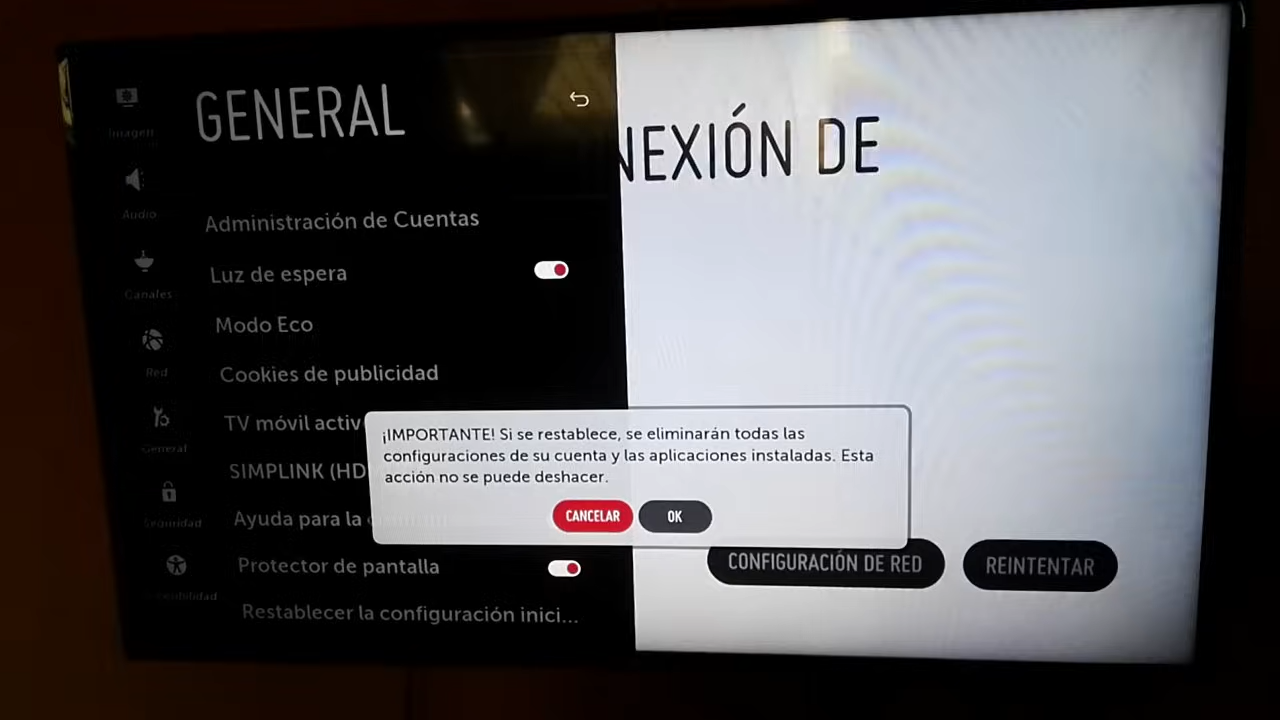 GENERAL
NEXIÓN DE
Imagen
Audio
Canales
Red
General
Seguridad
Administración de Cuentas
Luz de espera
Modo Eco
Cookies de publicidad
TV móvil activ
SIMPLINK (HD
Ayuda para la
Protector de pantalla
Restablecer la configuración inici...
¡IMPORTANTE! Si se restablece, se eliminarán todas las
configuraciones de su cuenta y las aplicaciones instaladas. Esta
acción no se puede deshacer.
CANCELAR
OK
CONFIGURACIÓN DE RED
REINTENTAR